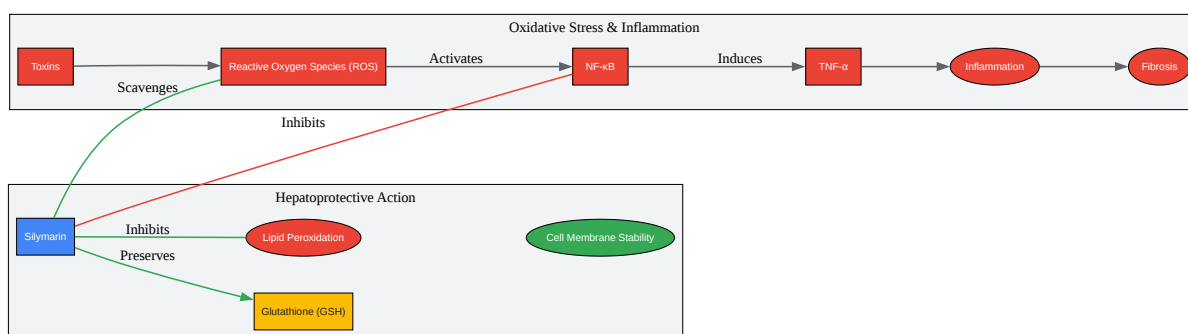 Oxidative Stress & Inflammation
Toxins
Reactive Oxygen Species (ROS)
Activates
NF-κB
Induces
TNF-α
Inflammation
Fibrosis
Scavenges
Inhibits
Hepatoprotective Action
Silymarin
Inhibits
Lipid Peroxidation
Cell Membrane Stability
Preserves
Glutathione (GSH)